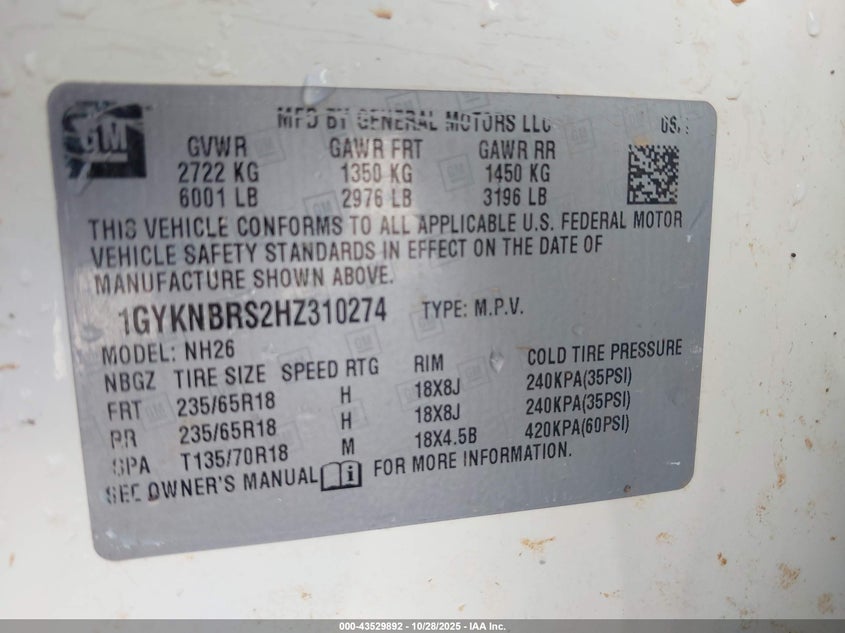 GM
MFD BY GENERAL MOTORS LLC
GVWR GAWR FRT GAWR RR
2722 KG 1350 KG 1450 KG
6001 LB 2976 LB 3196 LB
THIS VEHICLE CONFORMS TO ALL APPLICABLE U.S. FEDERAL MOTOR
VEHICLE SAFETY STANDARDS IN EFFECT ON THE DATE OF
MANUFACTURE SHOWN ABOVE.
1GYKNBRS2HZ310274 TYPE: M.P.V.
MODEL: NH26
NBGZ TIRE SIZE SPEED RTG RIM COLD TIRE PRESSURE
FRT 235/65R18 H 18X8J 240KPA(35PSI)
RR 235/65R18 H 18X8J 240KPA(35PSI)
SPA T135/70R18 M 18X4.5B 420KPA(60PSI)
SEE OWNER'S MANUAL FOR MORE INFORMATION.
000-43529892 - 10/28/2025 - IAA Inc.